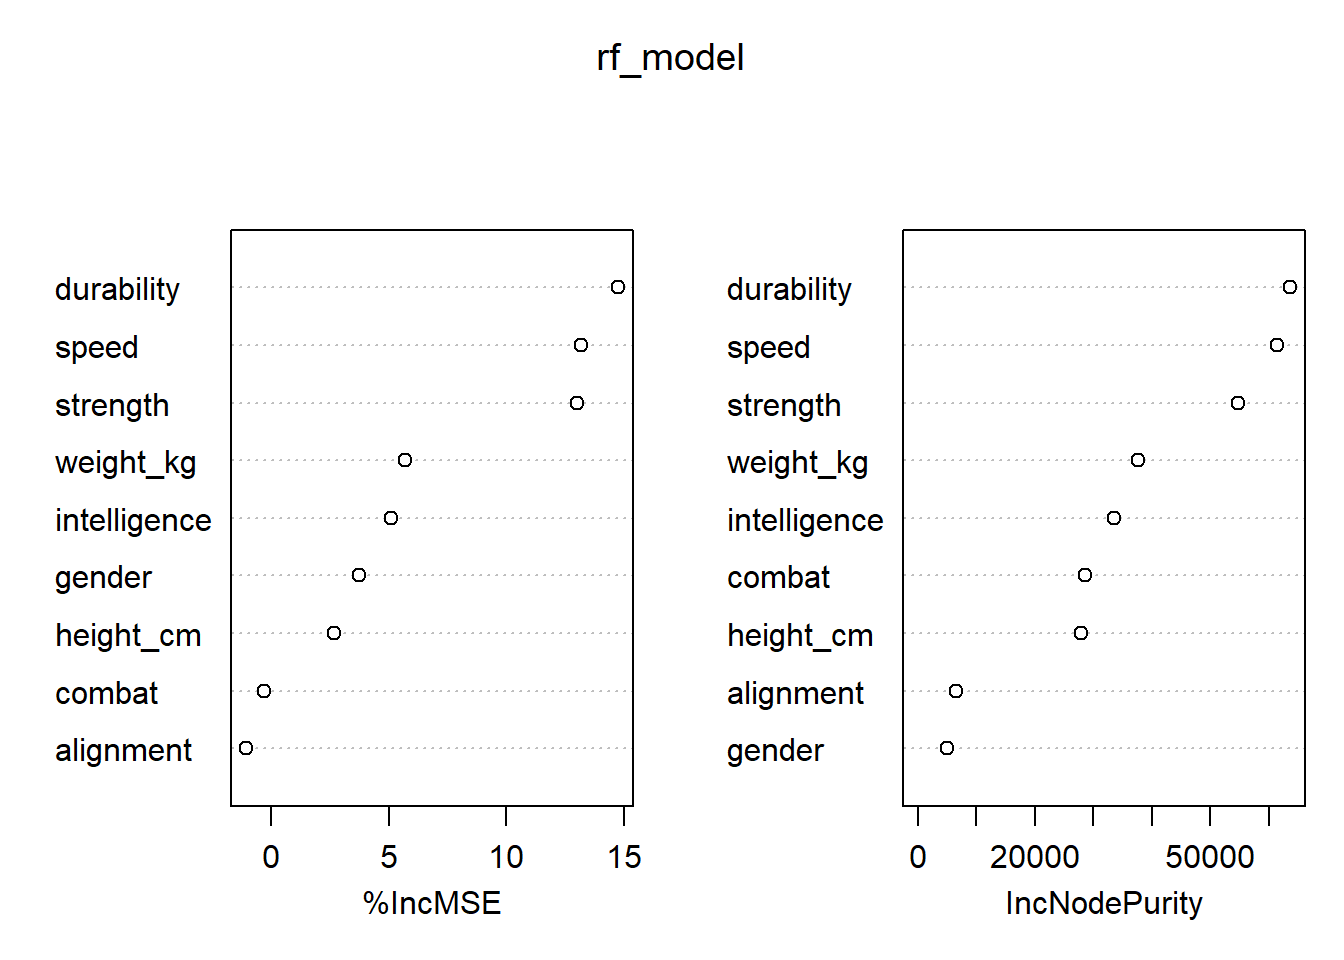 rf_model
durability
speed
strength
weight_kg
intelligence
gender
height_cm
combat
alignment
0 5 10 15
%IncMSE
durability
speed
strength
weight_kg
intelligence
combat
height_cm
alignment
gender
0 20000 50000
IncNodePurity